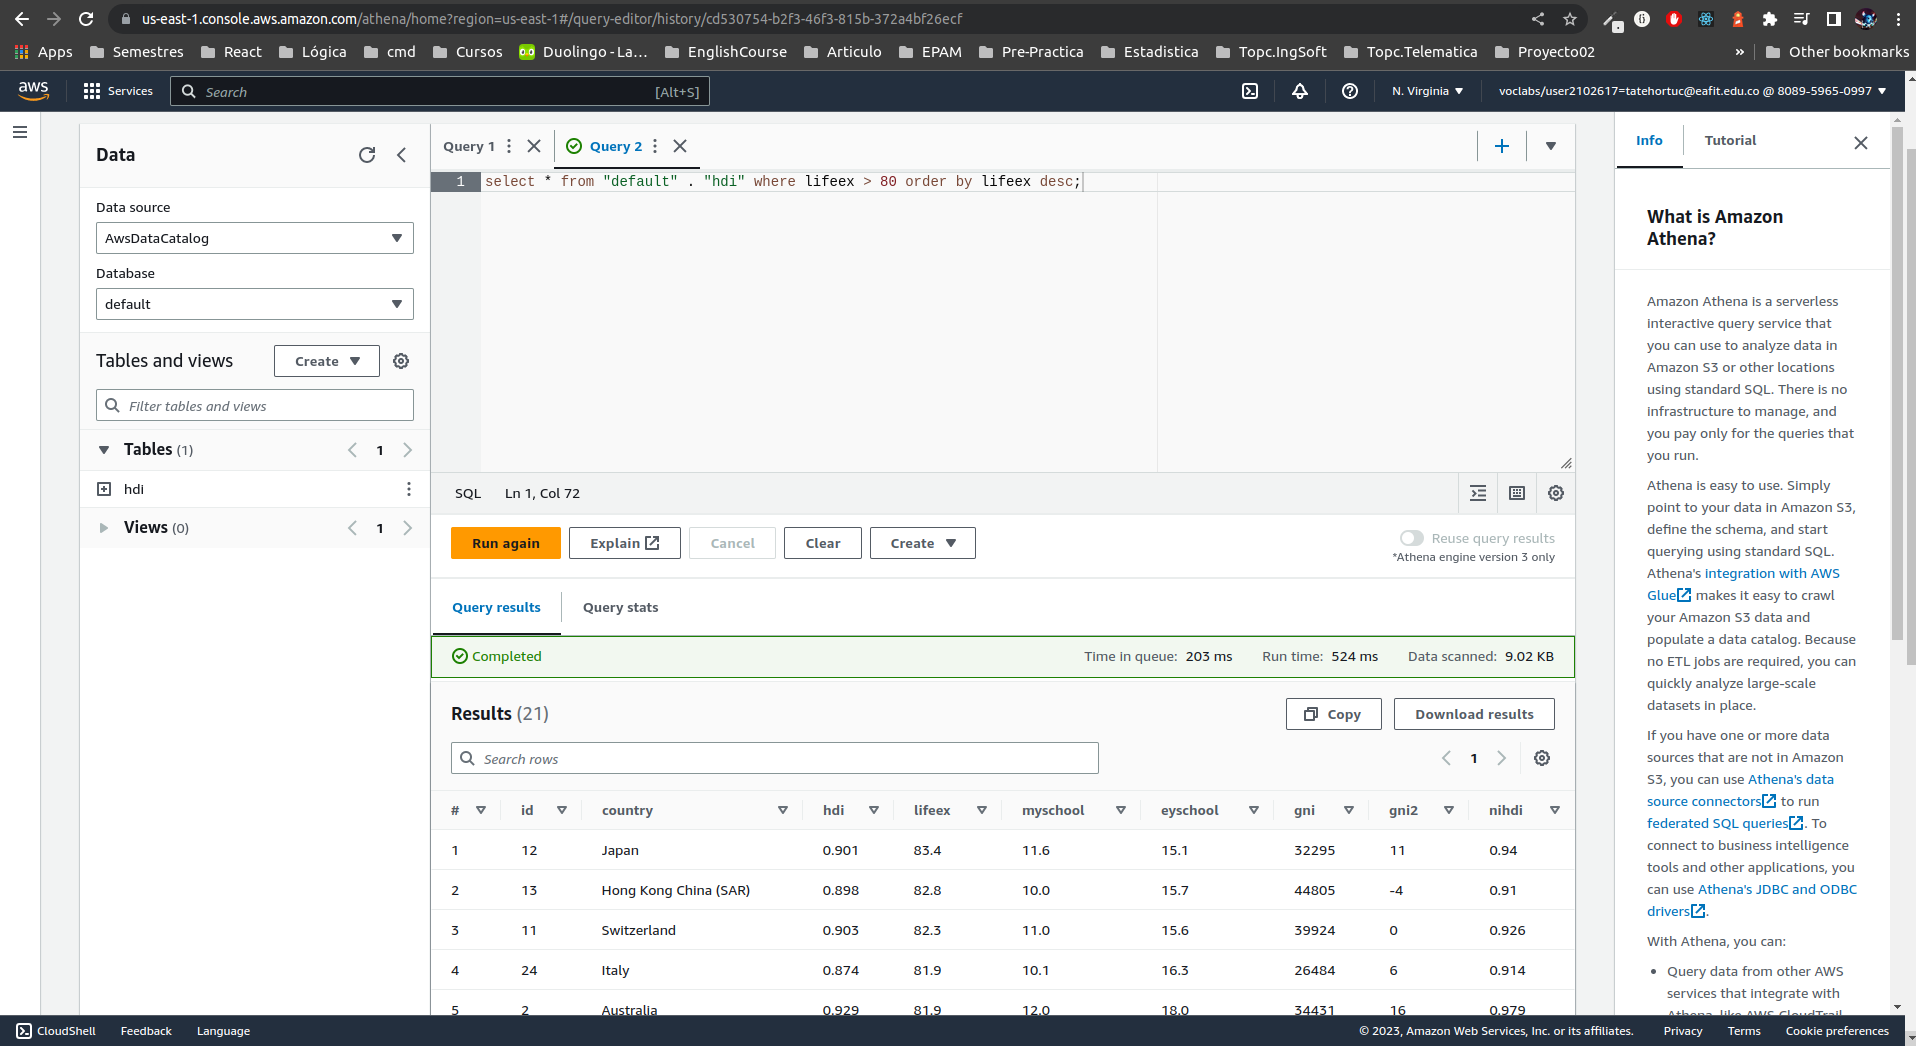 us-east-1.console.aws.amazon.com/athena/home?region=us-east-1#/query-editor/history/cd530754-b2f3-46f3-815b-372a4bf26ecf
Apps Semestres React Lógica cmd Cursos Duolingo - La... EnglishCourse Articulo EPAM Pre-Practica Estadistica Topc.IngSoft Topc.Telematica Proyecto02 » Other bookmarks
aws Services Search [Alt+S] N. Virginia voclabs/user2102617=tatehortuc@eafit.edu.co @ 8089-5965-0997
Data
Data source
AwsDataCatalog
Database
default
Tables and views Create
Filter tables and views
Tables (1) 1
hdi
Views (0) 1
Query 1 Query 2
1 select * from "default" . "hdi" where lifeex > 80 order by lifeex desc;
SQL Ln 1, Col 72
Run again Explain Cancel Clear Create Reuse query results
*Athena engine version 3 only
Query results Query stats
Completed Time in queue: 203 ms Run time: 524 ms Data scanned: 9.02 KB
Results (21) Copy Download results
Search rows 1
# id country hdi lifeex myschool eyschool gni gni2 nihdi
1 12 Japan 0.901 83.4 11.6 15.1 32295 11 0.94
2 13 Hong Kong China (SAR) 0.898 82.8 10.0 15.7 44805 -4 0.91
3 11 Switzerland 0.903 82.3 11.0 15.6 39924 0 0.926
4 24 Italy 0.874 81.9 10.1 16.3 26484 6 0.914
5 2 Australia 0.929 81.9 12.0 18.0 34431 16 0.979
Info Tutorial
What is Amazon
Athena?
Amazon Athena is a serverless
interactive query service that
you can use to analyze data in
Amazon S3 or other locations
using standard SQL. There is no
infrastructure to manage, and
you pay only for the queries that
you run.
Athena is easy to use. Simply
point to your data in Amazon S3,
define the schema, and start
querying using standard SQL.
Athena's integration with AWS
Glue makes it easy to crawl
your Amazon S3 data and
populate a data catalog. Because
no ETL jobs are required, you can
quickly analyze large-scale
datasets in place.
If you have one or more data
sources that are not in Amazon
S3, you can use Athena's data
source connectors to run
federated SQL queries. To
connect to business intelligence
tools and other applications, you
can use Athena's JDBC and ODBC
drivers.
With Athena, you can:
• Query data from other AWS
services that integrate with
Athena, like AWS CloudTrail
CloudShell Feedback Language © 2023, Amazon Web Services, Inc. or its affiliates. Privacy Terms Cookie preferences